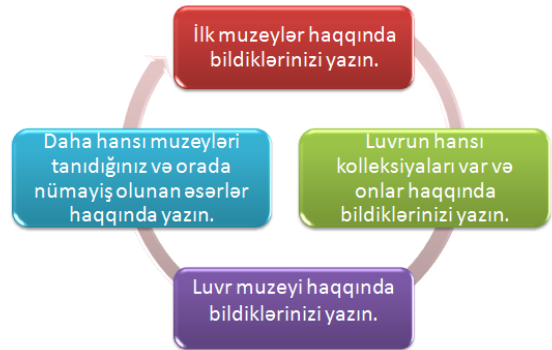 İlk muzeylər haqqında
bildiklərinizi yazın.
Luvrun hansı
kolleksiyaları var və
onlar haqqında
bildiklərinizi yazın.
Luvr muzeyi haqqında
bildiklərinizi yazın.
Daha hansı muzeyləri
tanıdığınız və orada
nümayiş olunan əsərlər
haqqında yazın.